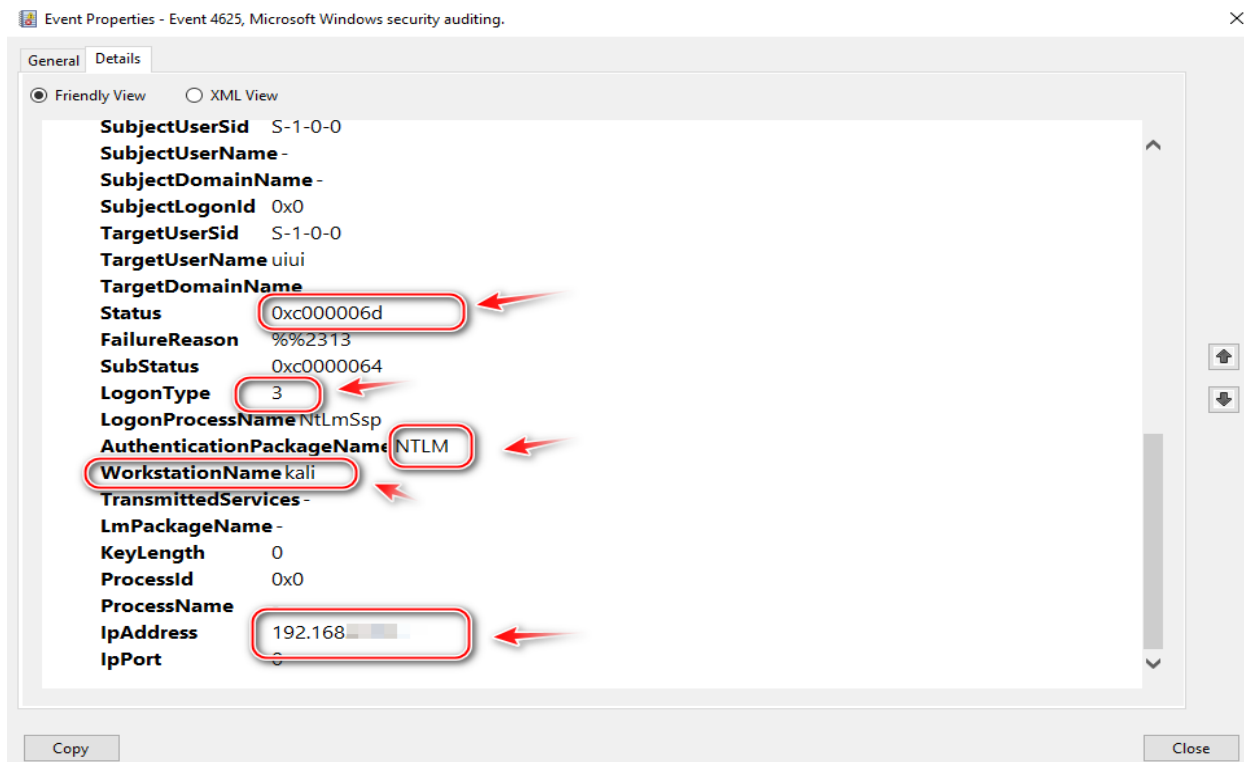 Event Properties - Event 4625, Microsoft Windows security auditing.
General Details
Friendly View XML View
SubjectUserSid S-1-0-0
SubjectUserName -
SubjectDomainName -
SubjectLogonId 0x0
TargetUserSid S-1-0-0
TargetUserName uiui
TargetDomainName
Status 0xc000006d
FailureReason %%2313
SubStatus 0xc0000064
LogonType 3
LogonProcessName NtLmSsp
AuthenticationPackageName NTLM
WorkstationName kali
TransmittedServices -
LmPackageName -
KeyLength 0
ProcessId 0x0
ProcessName
IpAddress 192.168
IpPort 0
Copy Close